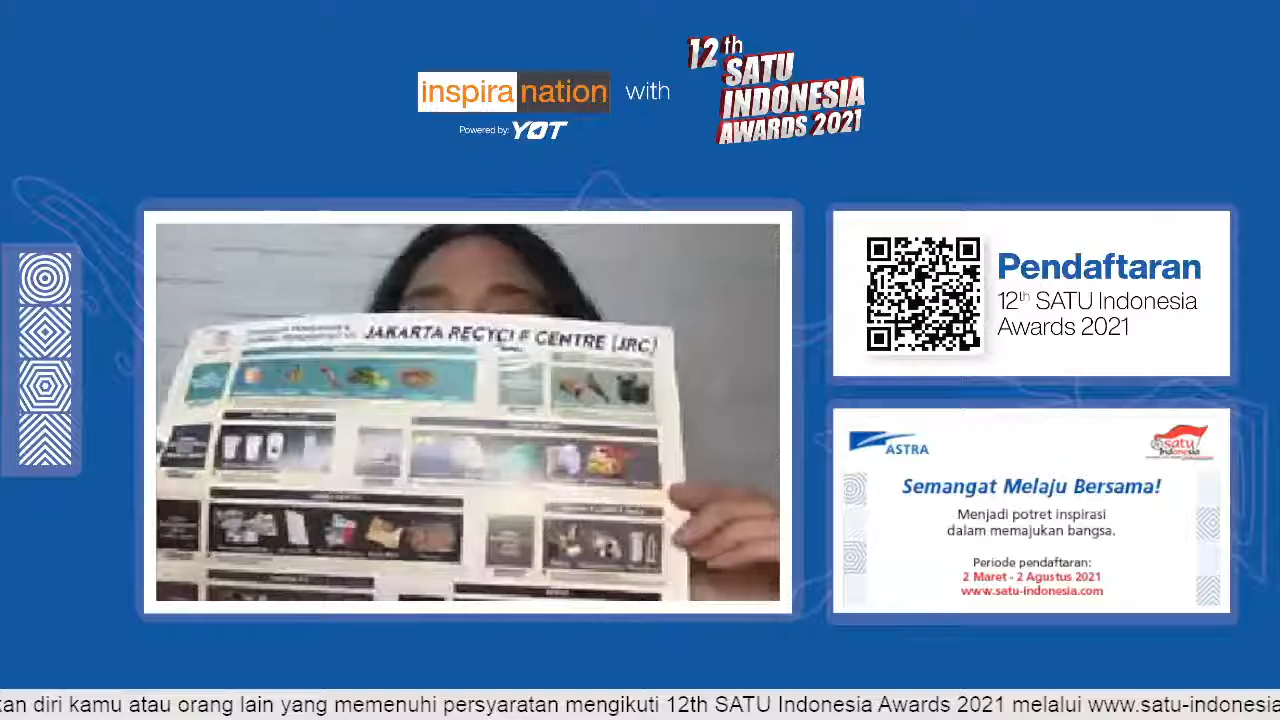 inspiranation with
Powered by: YOT
12th
SATU
INDONESIA
AWARDS 2021
JAKARTA RECYCLE CENTRE (JRC)
Pendaftaran
12th SATU Indonesia
Awards 2021
ASTRA
satu
indonesia
Semangat Melaju Bersama!
Menjadi potret inspirasi
dalam memajukan bangsa.
Periode pendaftaran:
2 Maret - 2 Agustus 2021
www.satu-indonesia.com
kan diri kamu atau orang lain yang memenuhi persyaratan mengikuti 12th SATU Indonesia Awards 2021 melalui www.satu-indonesia